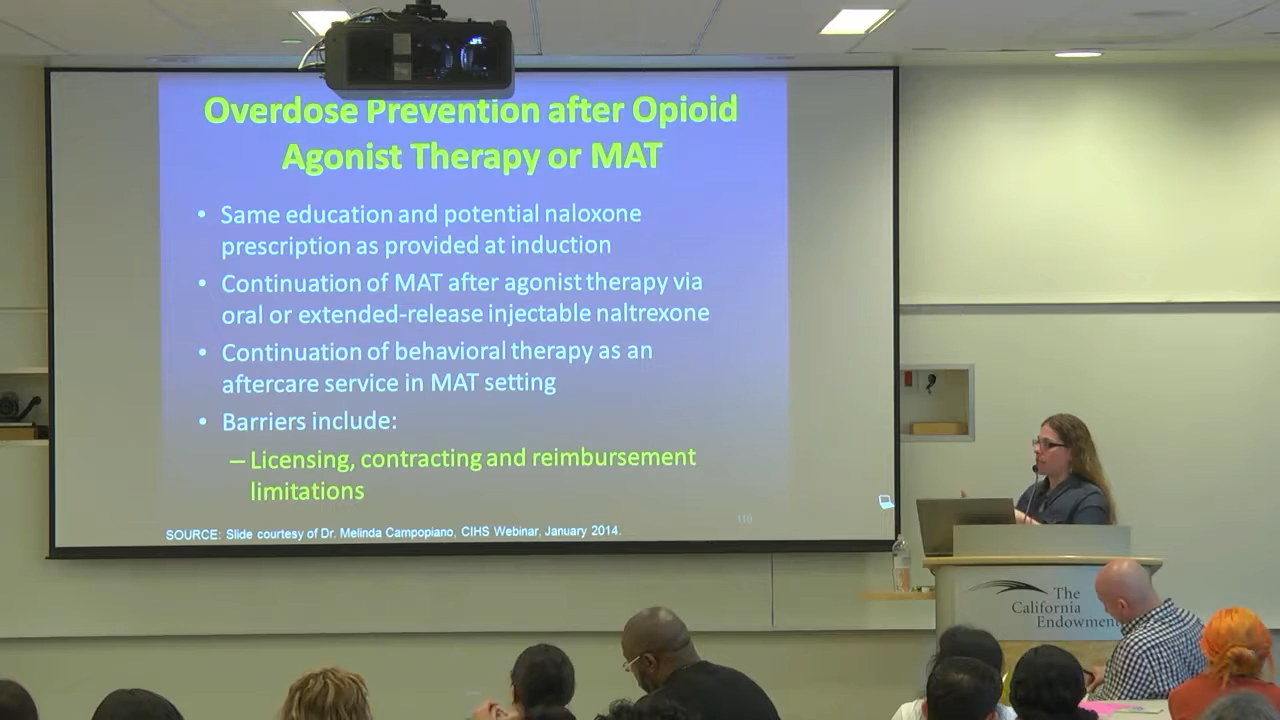 Overdose Prevention after Opioid
Agonist Therapy or MAT
• Same education and potential naloxone
prescription as provided at induction
• Continuation of MAT after agonist therapy via
oral or extended-release injectable naltrexone
• Continuation of behavioral therapy as an
aftercare service in MAT setting
• Barriers include:
– Licensing, contracting and reimbursement
limitations
110
SOURCE: Slide courtesy of Dr. Melinda Campopiano, CIHS Webinar, January 2014.
The
California
Endowment